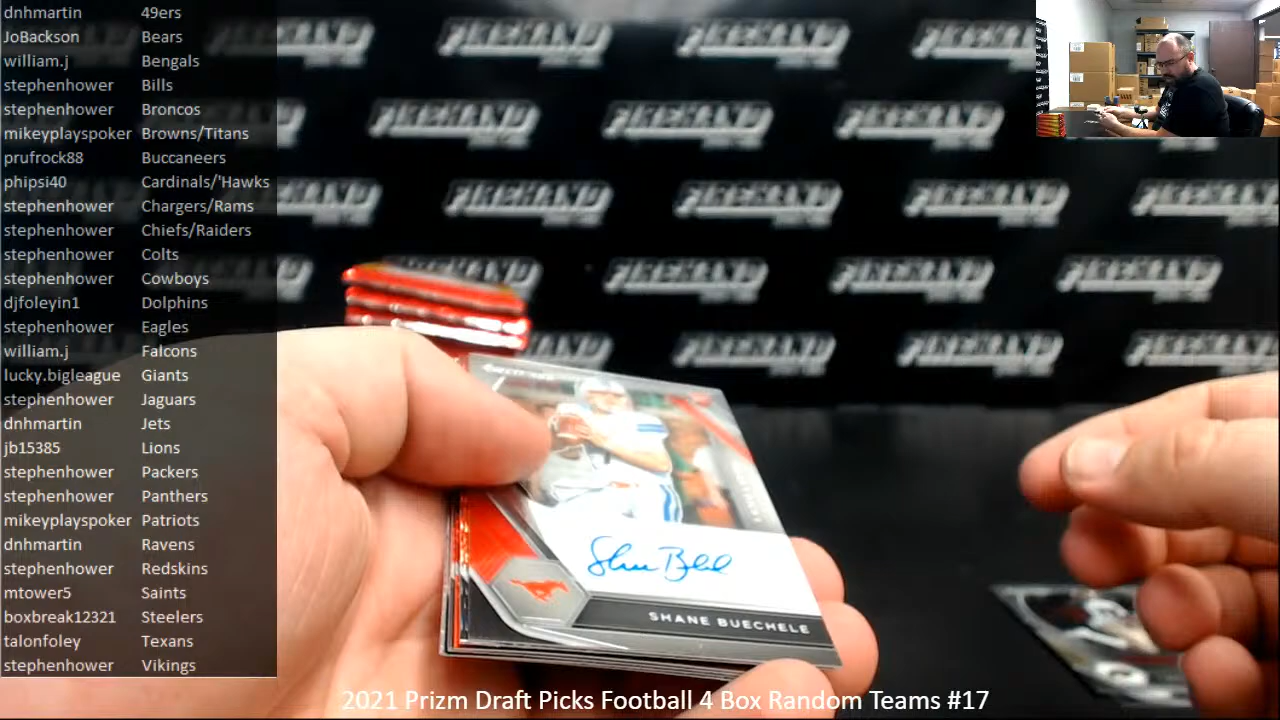 dnhmartin 49ers
JoBackson Bears
william.j Bengals
stephenhower Bills
stephenhower Broncos
mikeyplayspoker Browns/Titans
prufrock88 Buccaneers
phipsi40 Cardinals/'Hawks
stephenhower Chargers/Rams
stephenhower Chiefs/Raiders
stephenhower Colts
stephenhower Cowboys
djfoleyin1 Dolphins
stephenhower Eagles
william.j Falcons
lucky.bigleague Giants
stephenhower Jaguars
dnhmartin Jets
jb15385 Lions
stephenhower Packers
stephenhower Panthers
mikeyplayspoker Patriots
dnhmartin Ravens
stephenhower Redskins
mtower5 Saints
boxbreak12321 Steelers
talonfoley Texans
stephenhower Vikings
FIREHAND
SHANE BUECHELE
2021 Prizm Draft Picks Football 4 Box Random Teams #17